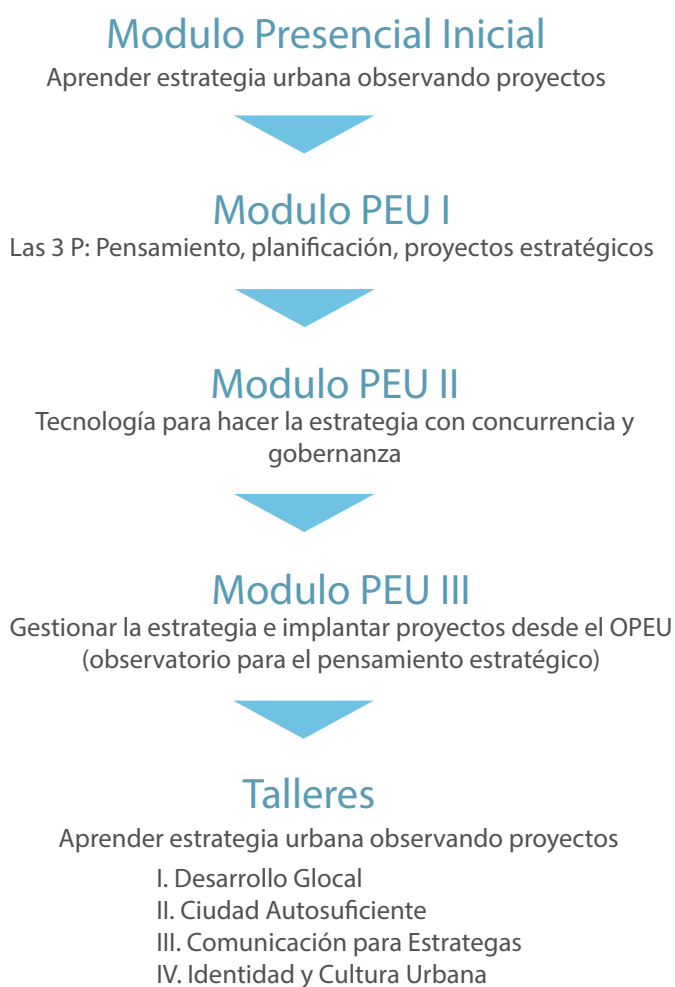 Modulo Presencial Inicial
Aprender estrategia urbana observando proyectos
Modulo PEU I
Las 3 P: Pensamiento, planificación, proyectos estratégicos
Modulo PEU II
Tecnología para hacer la estrategia con concurrencia y
gobernanza
Modulo PEU III
Gestionar la estrategia e implantar proyectos desde el OPEU
(observatorio para el pensamiento estratégico)
Talleres
Aprender estrategia urbana observando proyectos
I. Desarrollo Glocal
II. Ciudad Autosuficiente
III. Comunicación para Estrategas
IV. Identidad y Cultura Urbana